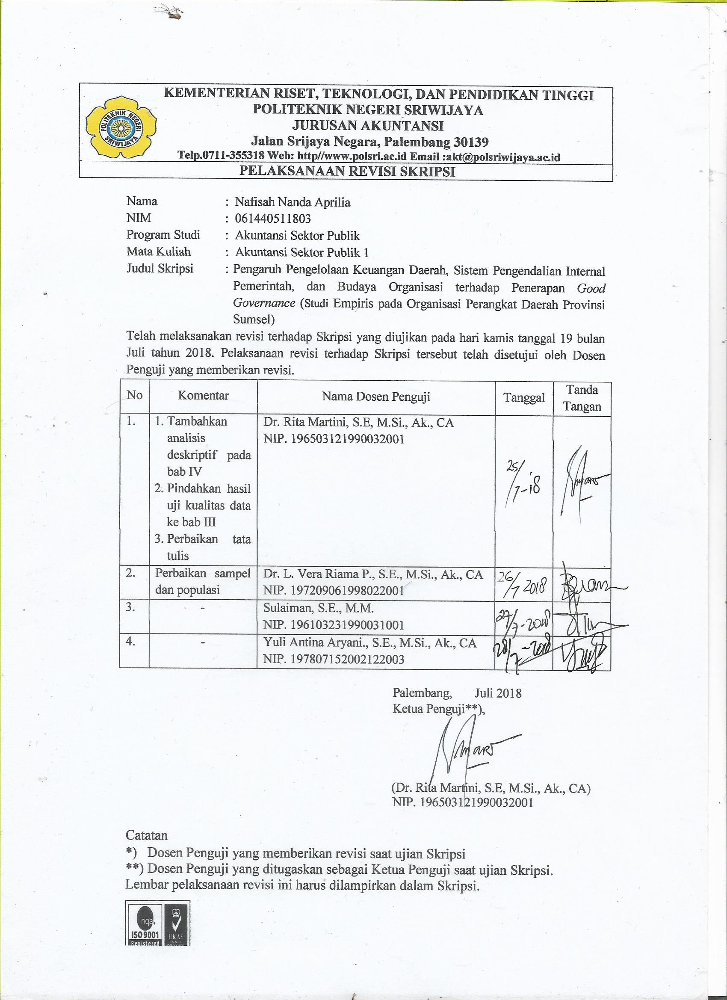 KEMENTERIAN RISET, TEKNOLOGI, DAN PENDIDIKAN TINGGI
POLITEKNIK NEGERI SRIWIJAYA
JURUSAN AKUNTANSI
Jalan Srijaya Negara, Palembang 30139
Telp.0711-355318 Web: http//www.polsri.ac.id Email :akt@polsriwijaya.ac.id
POLITEKNIK NEGERI
SRIWIJAYA
PELAKSANAAN REVISI SKRIPSI
Nama : Nafisah Nanda Aprilia
NIM : 061440511803
Program Studi : Akuntansi Sektor Publik
Mata Kuliah : Akuntansi Sektor Publik 1
Judul Skripsi : Pengaruh Pengelolaan Keuangan Daerah, Sistem Pengendalian Internal
Pemerintah, dan Budaya Organisasi terhadap Penerapan Good
Governance (Studi Empiris pada Organisasi Perangkat Daerah Provinsi
Sumsel)
Telah melaksanakan revisi terhadap Skripsi yang diujikan pada hari kamis tanggal 19 bulan
Juli tahun 2018. Pelaksanaan revisi terhadap Skripsi tersebut telah disetujui oleh Dosen
Penguji yang memberikan revisi.
No Komentar Nama Dosen Penguji Tanggal Tanda
Tangan
1. 1. Tambahkan Dr. Rita Martini, S.E, M.Si., Ak., CA
analisis NIP. 196503121990032001
deskriptif pada
bab IV 25/
2. Pindahkan hasil 7-18
uji kualitas data
ke bab III
3. Perbaikan tata
tulis
2. Perbaikan sampel Dr. L. Vera Riama P., S.E., M.Si., Ak., CA 26/7 2018
dan populasi NIP. 197209061998022001
3. - Sulaiman, S.E., M.M. 27/7-2018
NIP. 196103231990031001
4. - Yuli Antina Aryani., S.E., M.Si., Ak., CA 28/7-2018
NIP. 197807152002122003
Palembang, Juli 2018
Ketua Penguji**),
(Dr. Rita Martini, S.E, M.Si., Ak., CA)
NIP. 196503121990032001
Catatan
*) Dosen Penguji yang memberikan revisi saat ujian Skripsi
**) Dosen Penguji yang ditugaskan sebagai Ketua Penguji saat ujian Skripsi.
Lembar pelaksanaan revisi ini harus dilampirkan dalam Skripsi.
nqa.
ISO 9001
Registered
UKAS